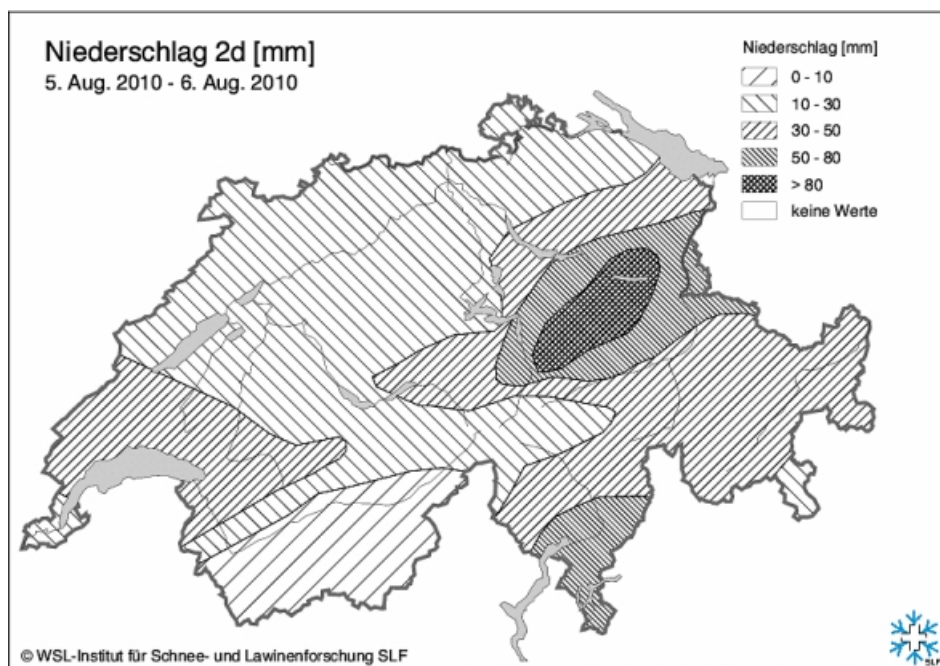 Niederschlag 2d [mm]
5. Aug. 2010 - 6. Aug. 2010
Niederschlag [mm]
0 - 10
10 - 30
30 - 50
50 - 80
> 80
keine Werte
© WSL-Institut für Schnee- und Lawinenforschung SLF
SLF